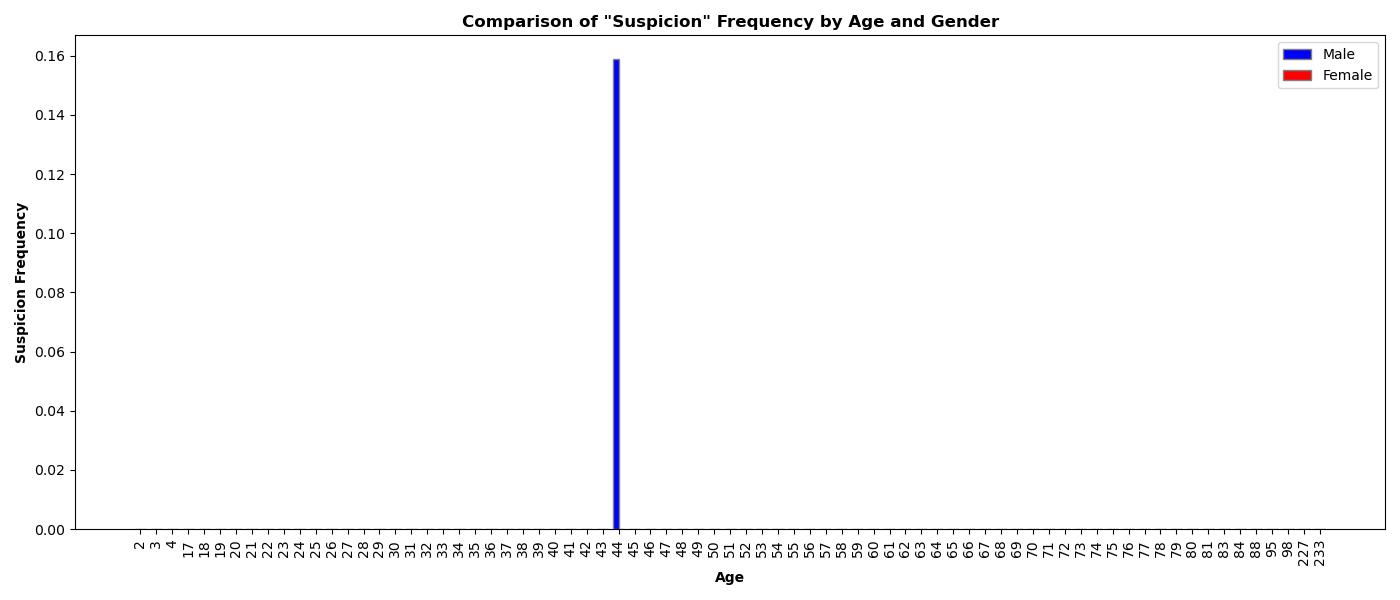 Comparison of "Suspicion" Frequency by Age and Gender
Male
Female
Suspicion Frequency
0.16
0.14
0.12
0.10
0.08
0.06
0.04
0.02
0.00
2 3 4 17 18 19 20 21 22 23 24 25 26 27 28 29 30 31 32 33 34 35 36 37 38 39 40 41 42 43 44 45 46 47 48 49 50 51 52 53 54 55 56 57 58 59 60 61 62 63 64 65 66 67 68 69 70 71 72 73 74 75 76 77 78 79 80 81 83 84 88 95 98 227 233
Age